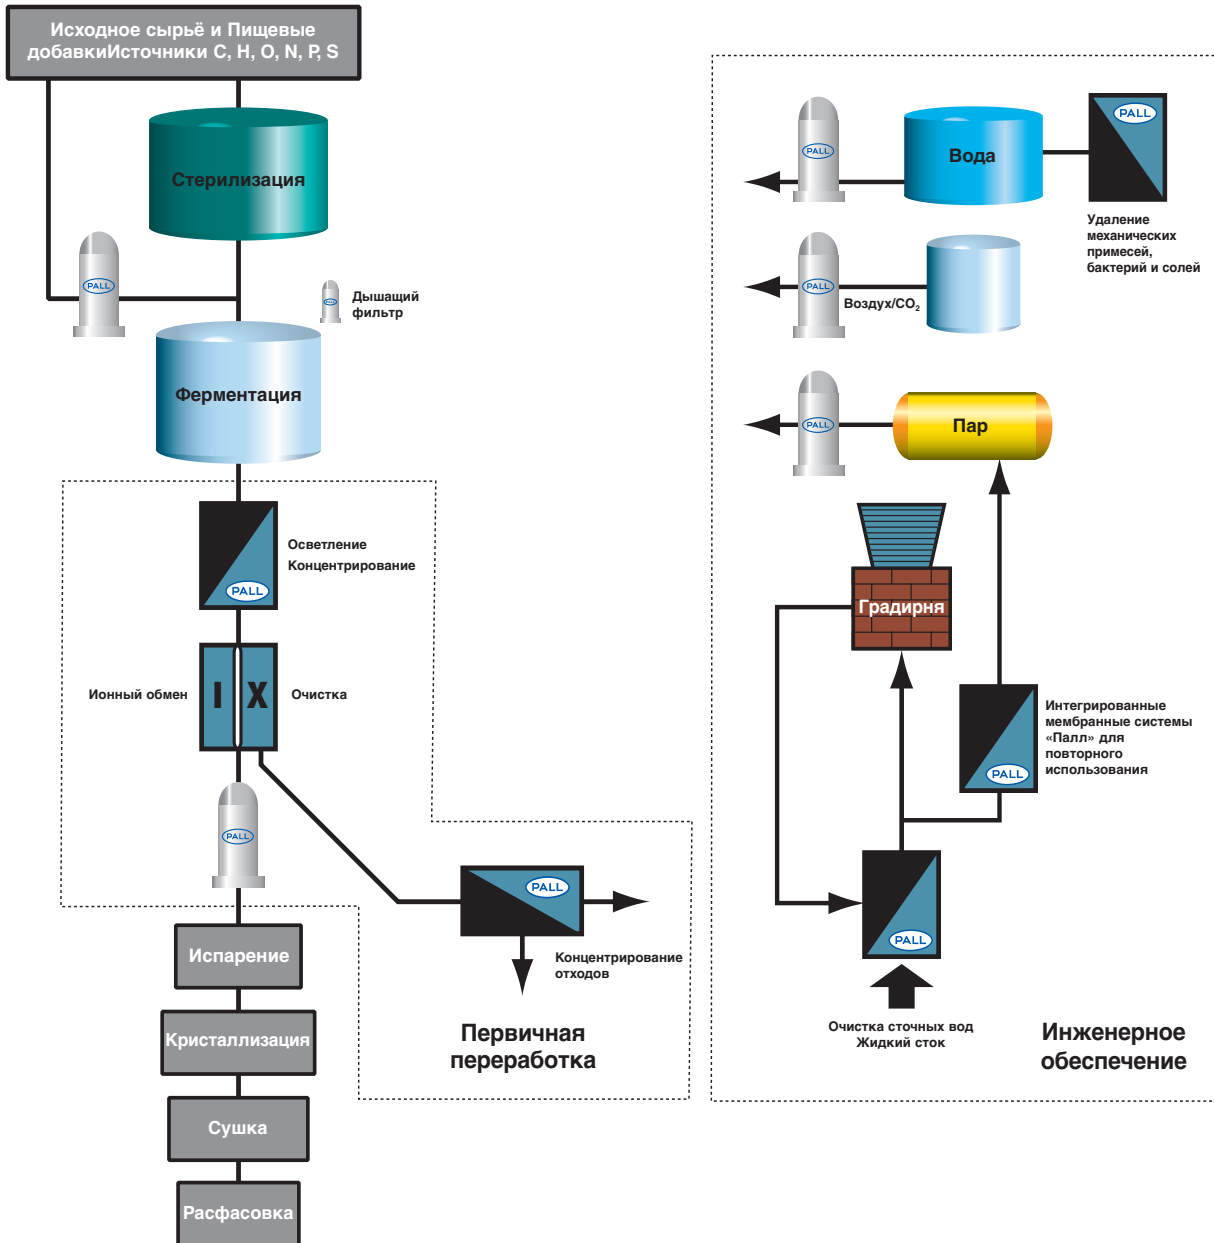 Исходное сырьё и Пищевые
добавкиИсточники C, H, O, N, P, S
Стерилизация
PALL
PALL
Дышащий
фильтр
Ферментация
Осветление
Концентрирование
PALL
Ионный обмен
I X
Очистка
PALL
PALL
Концентрирование
отходов
Испарение
Кристаллизация
Сушка
Расфасовка
Первичная
переработка
PALL
Вода
PALL
Удаление
механических
примесей,
бактерий и солей
PALL
Воздух/CO₂
PALL
Пар
Градирня
PALL
Интегрированные
мембранные системы
«Палл» для
повторного
использования
PALL
Очистка сточных вод
Жидкий сток
Инженерное
обеспечение